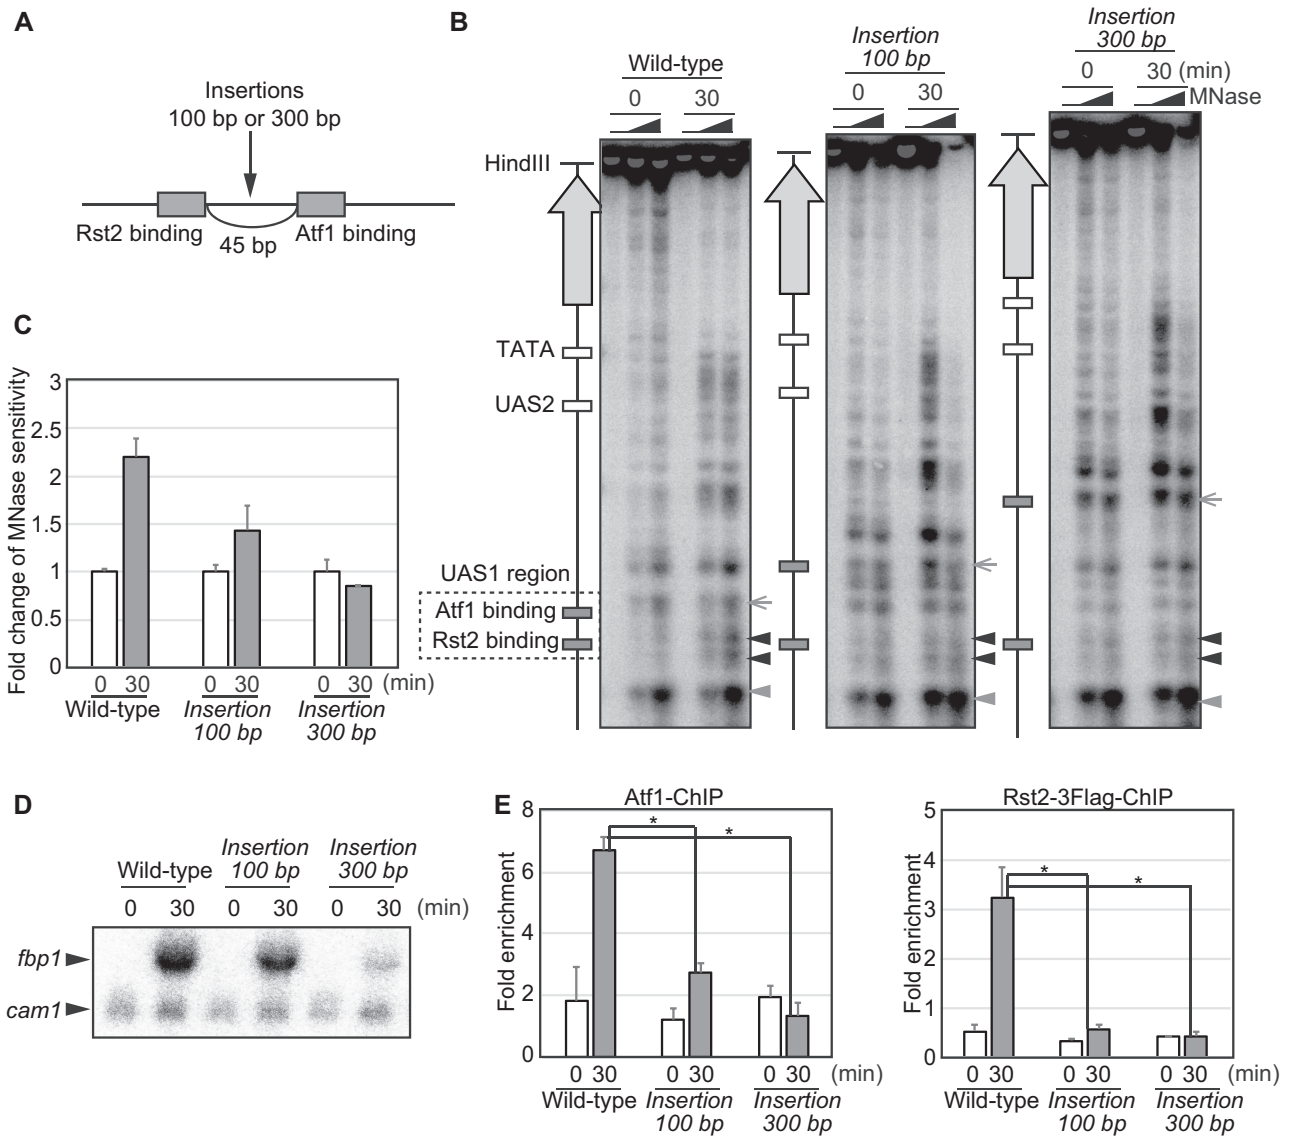 A
Insertions
100 bp or 300 bp
Rst2 binding
45 bp
Atf1 binding
B
Wild-type
0 30
Insertion
100 bp
0 30
Insertion
300 bp
0 30 (min)
MNase
HindIII
TATA
UAS2
UAS1 region
Atf1 binding
Rst2 binding
C
Fold change of MNase sensitivity
3
2.5
2
1.5
1
0.5
0
0 30 0 30 0 30 (min)
Wild-type
Insertion
100 bp
Insertion
300 bp
D
Wild-type
Insertion
100 bp
Insertion
300 bp
0 30 0 30 0 30 (min)
fbp1
cam1
E
Atf1-ChIP
Fold enrichment
8
6
4
2
0
* *
0 30 0 30 0 30 (min)
Wild-type
Insertion
100 bp
Insertion
300 bp
Rst2-3Flag-ChIP
Fold enrichment
5
4
3
2
1
0
* *
0 30 0 30 0 30 (min)
Wild-type
Insertion
100 bp
Insertion
300 bp